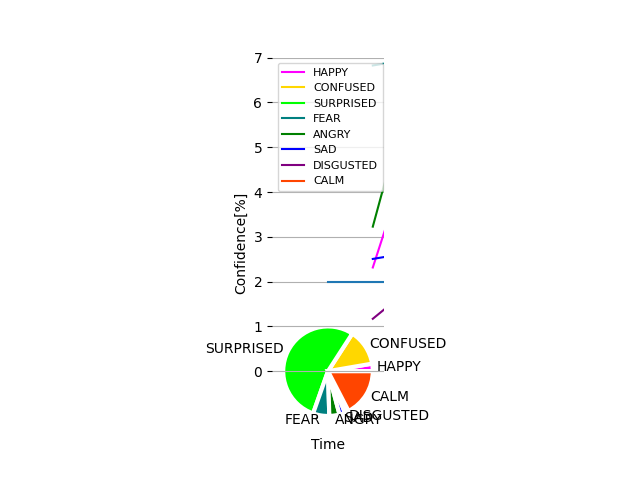 7
6
5
4
3
2
1
0
Confidence[%]
HAPPY
CONFUSED
SURPRISED
FEAR
ANGRY
SAD
DISGUSTED
CALM
SURPRISED
CONFUSED
HAPPY
CALM
DISGUSTED
SAD
ANGRY
FEAR
Time